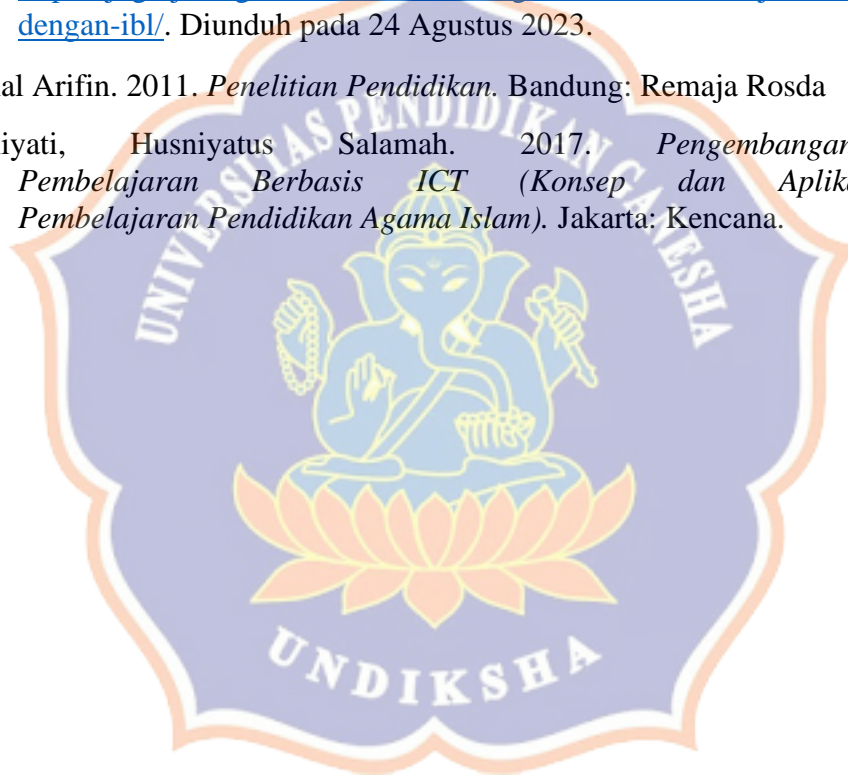 dengan-ibl/. Diunduh pada 24 Agustus 2023.
al Arifin. 2011. Penelitian Pendidikan. Bandung: Remaja Rosda
iyati, Husniyatus Salamah. 2017. Pengembangan
Pembelajaran Berbasis ICT (Konsep dan Aplika
Pembelajaran Pendidikan Agama Islam). Jakarta: Kencana.
UNIVERSITAS PENDIDIKAN GANESHA
UNDIKSHA